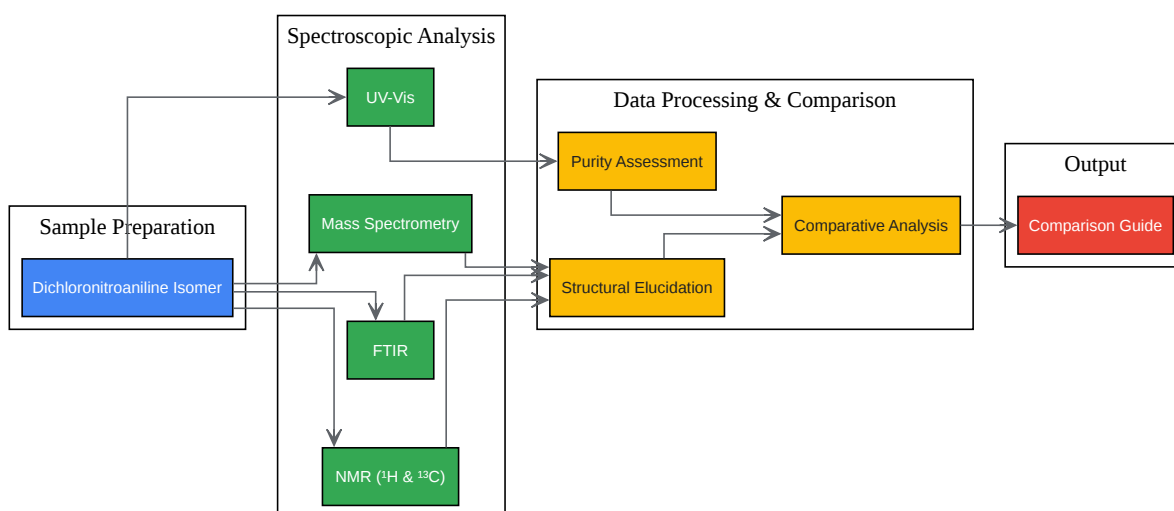 Sample Preparation
Dichloronitroaniline Isomer
Spectroscopic Analysis
UV-Vis
Mass Spectrometry
FTIR
NMR (¹H & ¹³C)
Data Processing & Comparison
Purity Assessment
Structural Elucidation
Comparative Analysis
Output
Comparison Guide